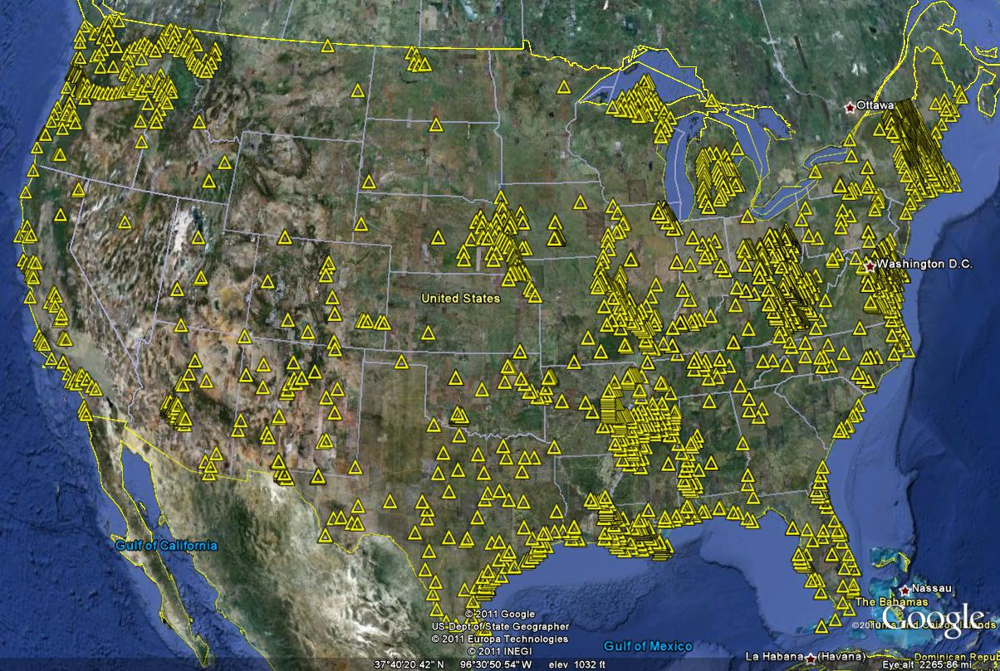 Ottawa
Washington D.C.
United States
Gulf of California
Nassau
The Bahamas
Google
© 2011 Google
US Dept of State Geographer
© 2011 Europa Technologies
© 2011 INEGI
Gulf of Mexico
La Habana (Havana)
37°40'20.42" N 96°30'50.54" W elev 1032 ft
Eye alt 2265.86 mi